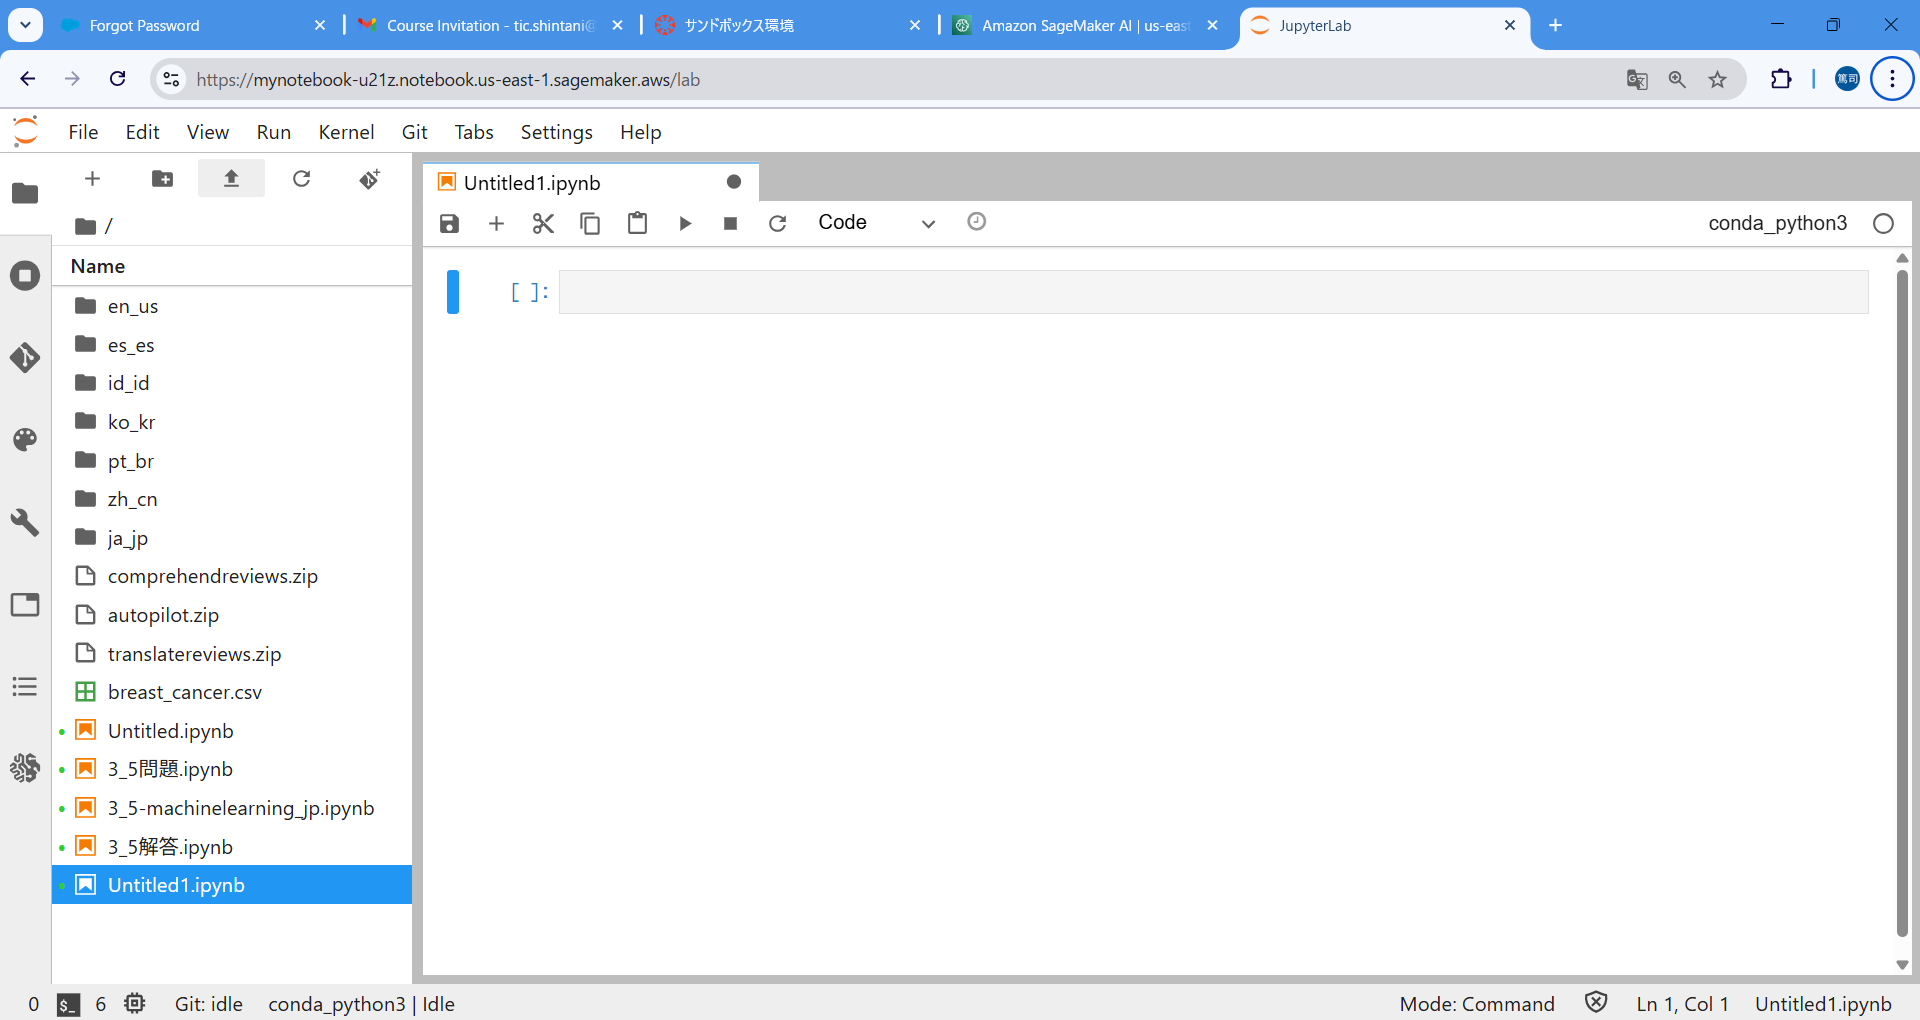 Forgot Password
Course Invitation - tic.shintani@
サンドボックス環境
Amazon SageMaker AI | us-east
JupyterLab
https://mynotebook-u21z.notebook.us-east-1.sagemaker.aws/lab
篤司
File Edit View Run Kernel Git Tabs Settings Help
/
Name
en_us
es_es
id_id
ko_kr
pt_br
zh_cn
ja_jp
comprehendreviews.zip
autopilot.zip
translatereviews.zip
breast_cancer.csv
Untitled.ipynb
3_5問題.ipynb
3_5-machinelearning_jp.ipynb
3_5解答.ipynb
Untitled1.ipynb
Untitled1.ipynb
Code
conda_python3
[ ]:
0 $_ 6 Git: idle conda_python3 | Idle Mode: Command Ln 1, Col 1 Untitled1.ipynb